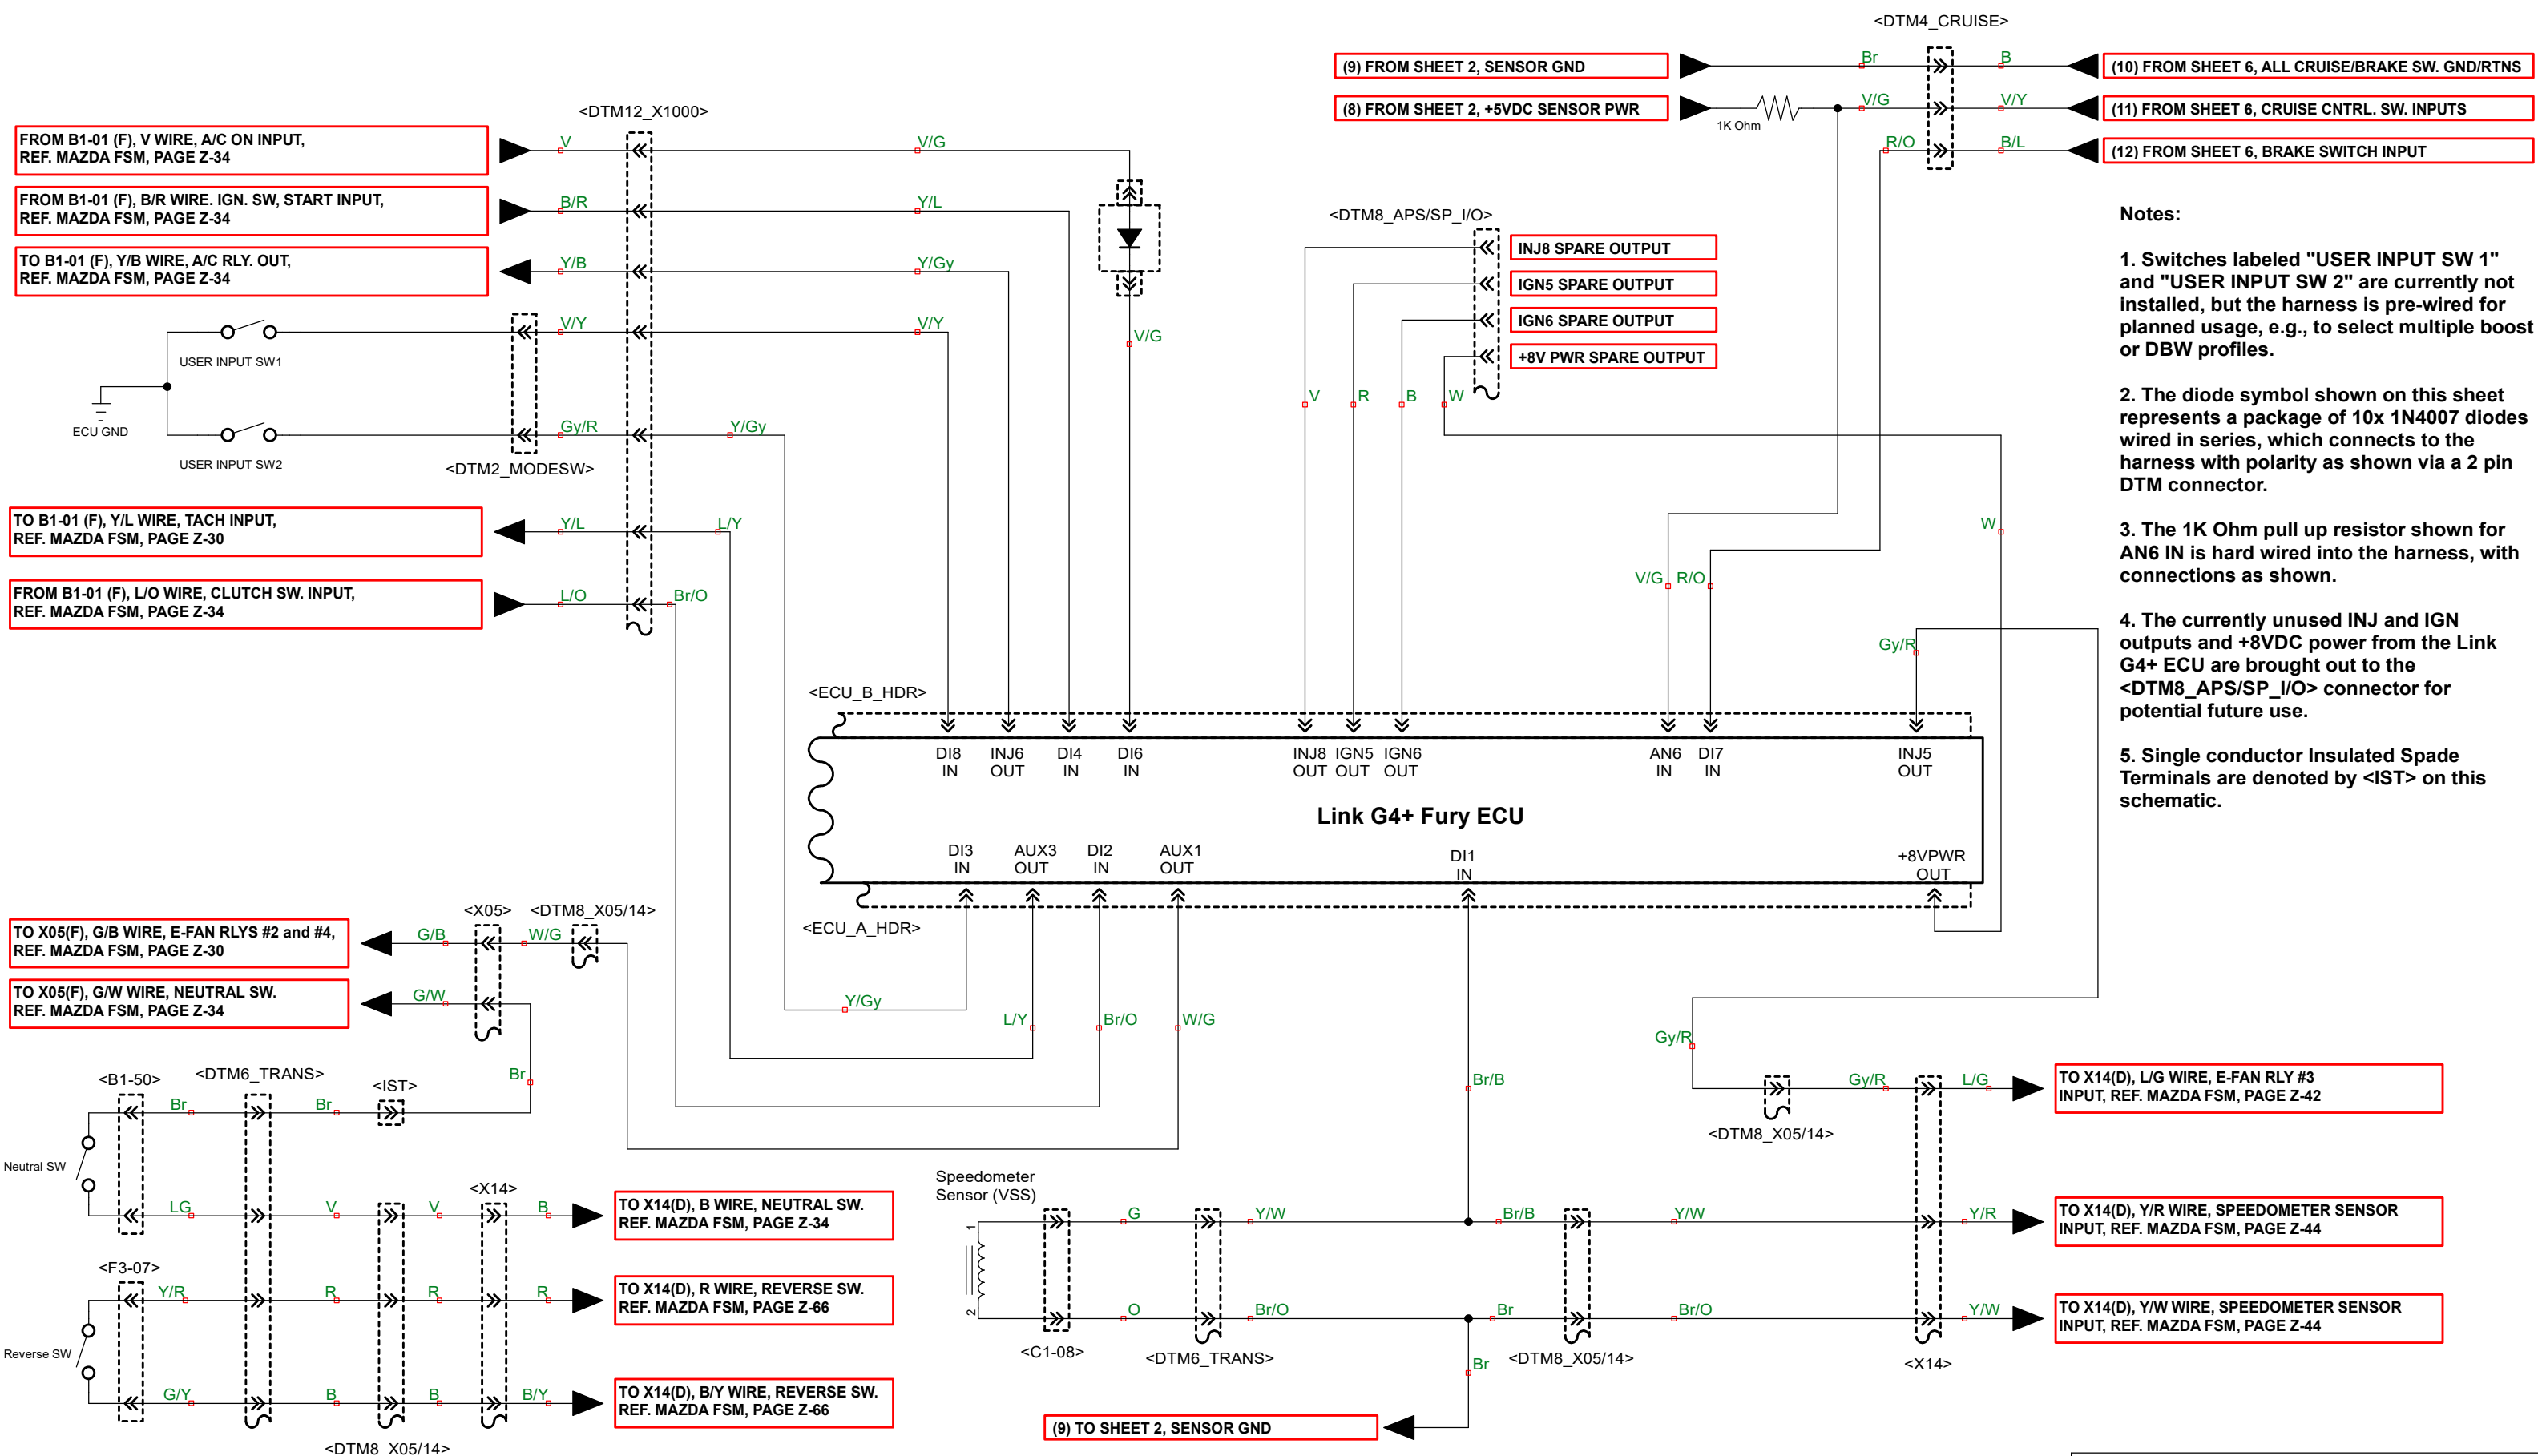 <DTM4_CRUISE>
(9) FROM SHEET 2, SENSOR GND
Br
B
(10) FROM SHEET 6, ALL CRUISE/BRAKE SW. GND/RTNS
(8) FROM SHEET 2, +5VDC SENSOR PWR
1K Ohm
V/G
V/Y
(11) FROM SHEET 6, CRUISE CNTRL. SW. INPUTS
R/O
B/L
(12) FROM SHEET 6, BRAKE SWITCH INPUT
<DTM12_X1000>
FROM B1-01 (F), V WIRE, A/C ON INPUT,
REF. MAZDA FSM, PAGE Z-34
V
V/G
FROM B1-01 (F), B/R WIRE. IGN. SW, START INPUT,
REF. MAZDA FSM, PAGE Z-34
B/R
Y/L
TO B1-01 (F), Y/B WIRE, A/C RLY. OUT,
REF. MAZDA FSM, PAGE Z-34
Y/B
Y/Gy
V/Y
V/Y
V/G
USER INPUT SW1
ECU GND
Gy/R
Y/Gy
USER INPUT SW2
<DTM2_MODESW>
TO B1-01 (F), Y/L WIRE, TACH INPUT,
REF. MAZDA FSM, PAGE Z-30
Y/L
L/Y
FROM B1-01 (F), L/O WIRE, CLUTCH SW. INPUT,
REF. MAZDA FSM, PAGE Z-34
L/O
Br/O
<DTM8_APS/SP_I/O>
INJ8 SPARE OUTPUT
IGN5 SPARE OUTPUT
IGN6 SPARE OUTPUT
+8V PWR SPARE OUTPUT
V
R
B
W
W
V/G
R/O
Gy/R
Notes:
1. Switches labeled "USER INPUT SW 1"
and "USER INPUT SW 2" are currently not
installed, but the harness is pre-wired for
planned usage, e.g., to select multiple boost
or DBW profiles.
2. The diode symbol shown on this sheet
represents a package of 10x 1N4007 diodes
wired in series, which connects to the
harness with polarity as shown via a 2 pin
DTM connector.
3. The 1K Ohm pull up resistor shown for
AN6 IN is hard wired into the harness, with
connections as shown.
4. The currently unused INJ and IGN
outputs and +8VDC power from the Link
G4+ ECU are brought out to the
<DTM8_APS/SP_I/O> connector for
potential future use.
5. Single conductor Insulated Spade
Terminals are denoted by <IST> on this
schematic.
<ECU_B_HDR>
DI8 INJ6 DI4 DI6 INJ8 IGN5 IGN6 AN6 DI7 INJ5
IN OUT IN IN OUT OUT OUT IN IN OUT
Link G4+ Fury ECU
DI3 AUX3 DI2 AUX1 DI1 +8VPWR
IN OUT IN OUT IN OUT
<ECU_A_HDR>
<X05>
<DTM8_X05/14>
TO X05(F), G/B WIRE, E-FAN RLYS #2 and #4,
REF. MAZDA FSM, PAGE Z-30
G/B
W/G
TO X05(F), G/W WIRE, NEUTRAL SW.
REF. MAZDA FSM, PAGE Z-34
G/W
Y/Gy
L/Y
Br/O
W/G
Br
Br/B
Gy/R
<B1-50>
<DTM6_TRANS>
<IST>
Br
Br
Neutral SW
LG
V
V
<X14>
B
TO X14(D), B WIRE, NEUTRAL SW.
REF. MAZDA FSM, PAGE Z-34
<F3-07>
Y/R
R
R
R
TO X14(D), R WIRE, REVERSE SW.
REF. MAZDA FSM, PAGE Z-66
Reverse SW
G/Y
B
B
B/Y
TO X14(D), B/Y WIRE, REVERSE SW.
REF. MAZDA FSM, PAGE Z-66
<DTM8_X05/14>
Gy/R
L/G
TO X14(D), L/G WIRE, E-FAN RLY #3
INPUT, REF. MAZDA FSM, PAGE Z-42
<DTM8_X05/14>
Speedometer
Sensor (VSS)
1
G
Y/W
Br/B
Y/W
Y/R
TO X14(D), Y/R WIRE, SPEEDOMETER SENSOR
INPUT, REF. MAZDA FSM, PAGE Z-44
2
O
Br/O
Br
Br/O
Y/W
TO X14(D), Y/W WIRE, SPEEDOMETER SENSOR
INPUT, REF. MAZDA FSM, PAGE Z-44
<C1-08>
<DTM6_TRANS>
Br
<DTM8_X05/14>
<X14>
(9) TO SHEET 2, SENSOR GND